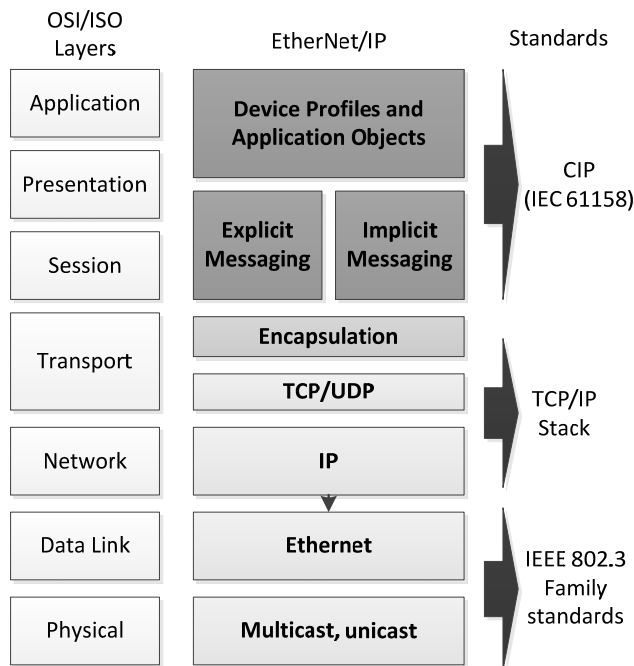 OSI/ISO
Layers
EtherNet/IP
Standards
Application
Presentation
Session
Transport
Network
Data Link
Physical
Device Profiles and
Application Objects
Explicit
Messaging
Implicit
Messaging
Encapsulation
TCP/UDP
IP
Ethernet
Multicast, unicast
CIP
(IEC 61158)
TCP/IP
Stack
IEEE 802.3
Family
standards